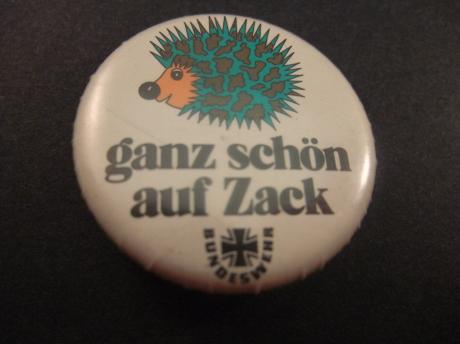 ganz schön
auf Zack
BUNDESWEHR